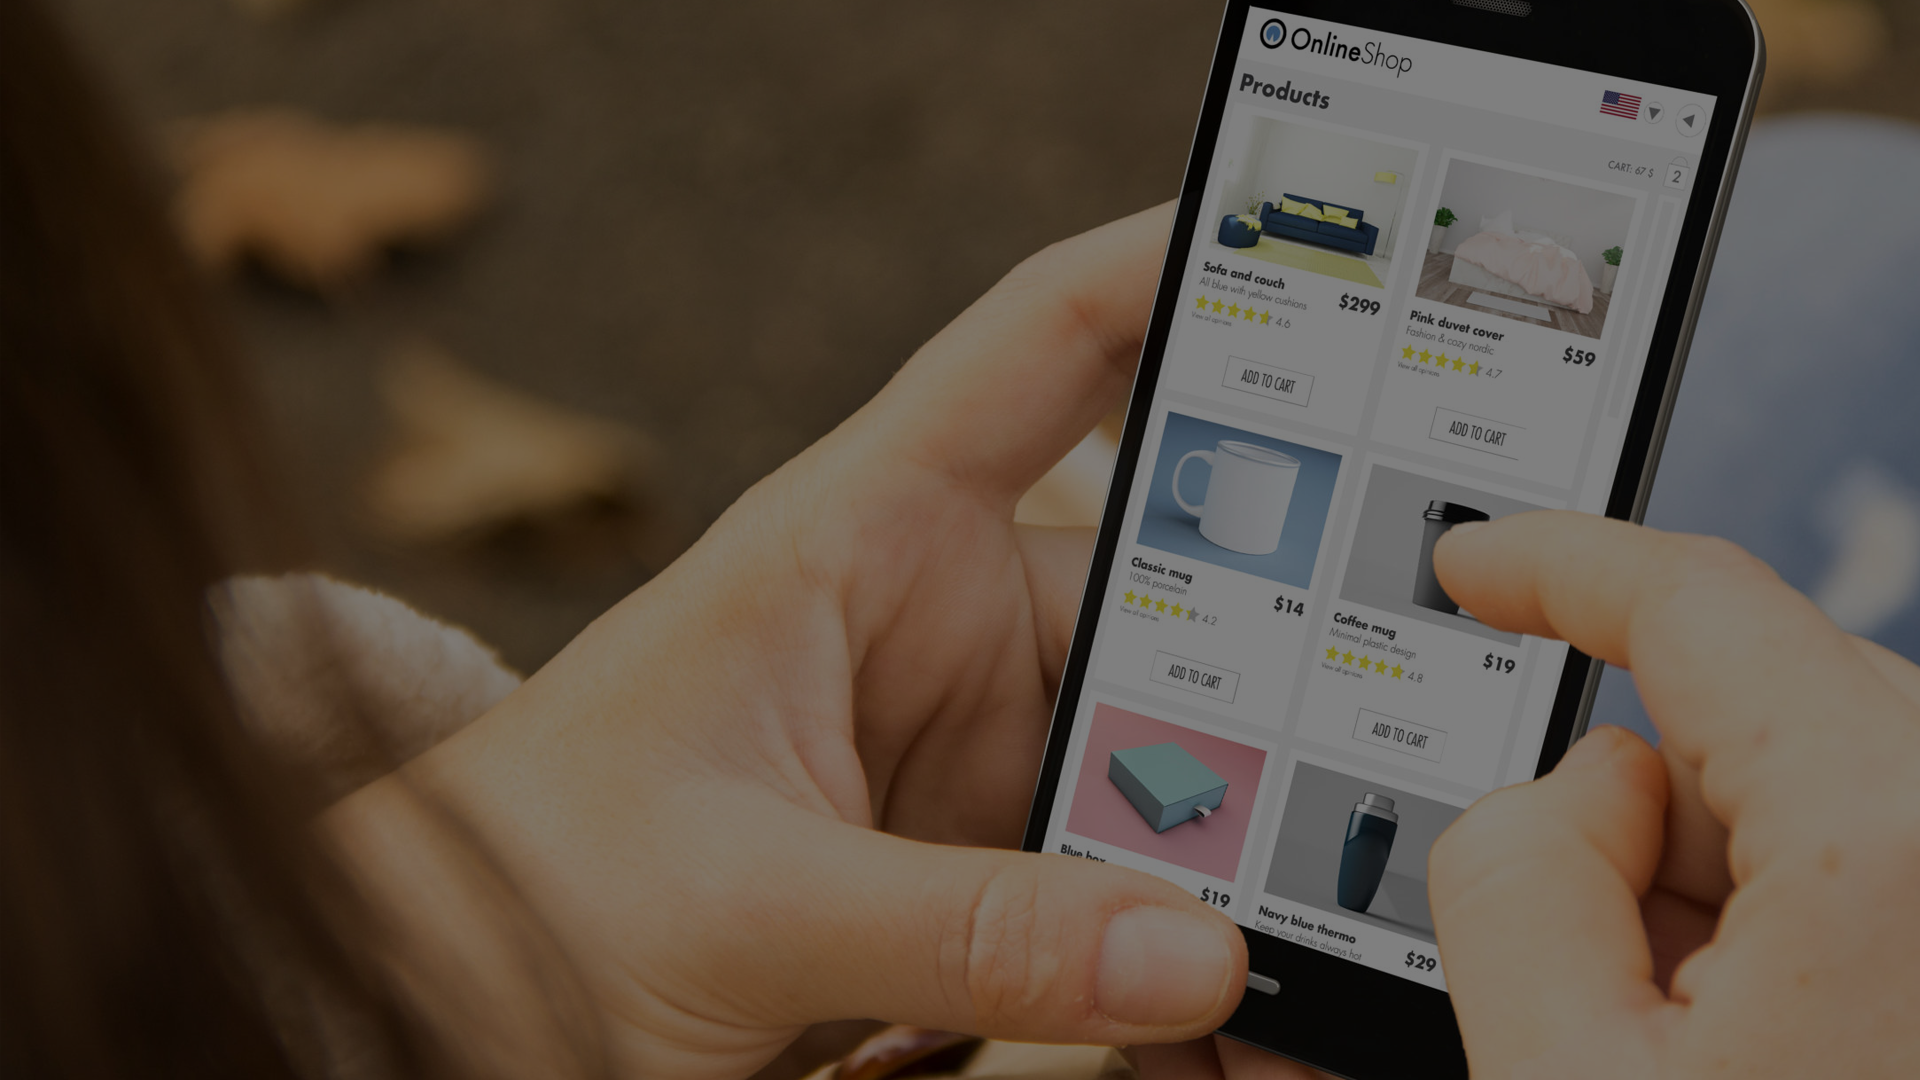 OnlineShop
Products
CART: 67 $
2
Sofa and couch
All blue with yellow cushions
$299
4.6
View all opinions
ADD TO CART
Pink duvet cover
Fashion & cozy nordic
$59
4.7
View all opinions
ADD TO CART
Classic mug
100% porcelain
$14
4.2
View all opinions
ADD TO CART
Coffee mug
Minimal plastic design
$19
4.8
View all opinions
ADD TO CART
Blue box
$19
Navy blue thermo
Keep your drinks always hot
$29